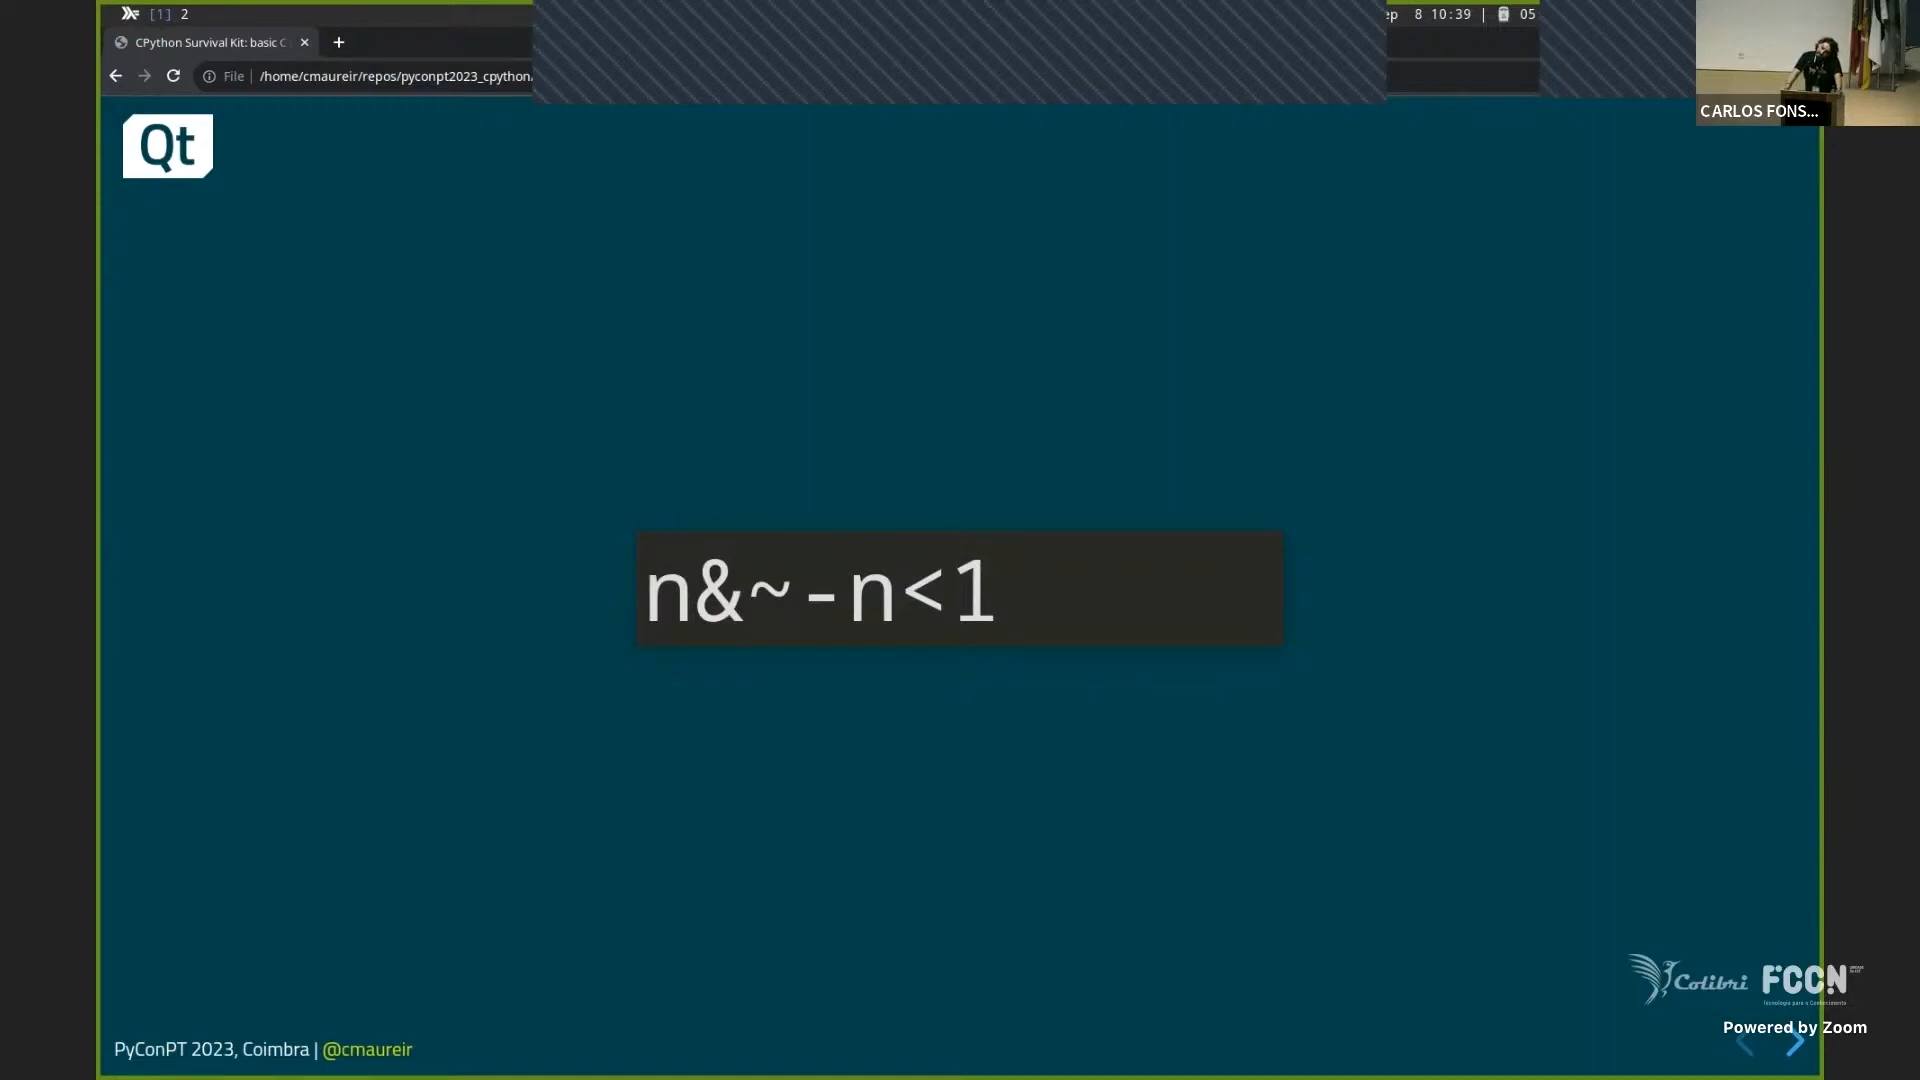 [1] 2
ep 8 10:39 | 05
CPython Survival Kit: basic C
File | /home/cmaureir/repos/pyconpt2023_cpython
CARLOS FONS...
Qt
n&~-n<1
Colibri FCCN
Powered by Zoom
PyConPT 2023, Coimbra | @cmaureir